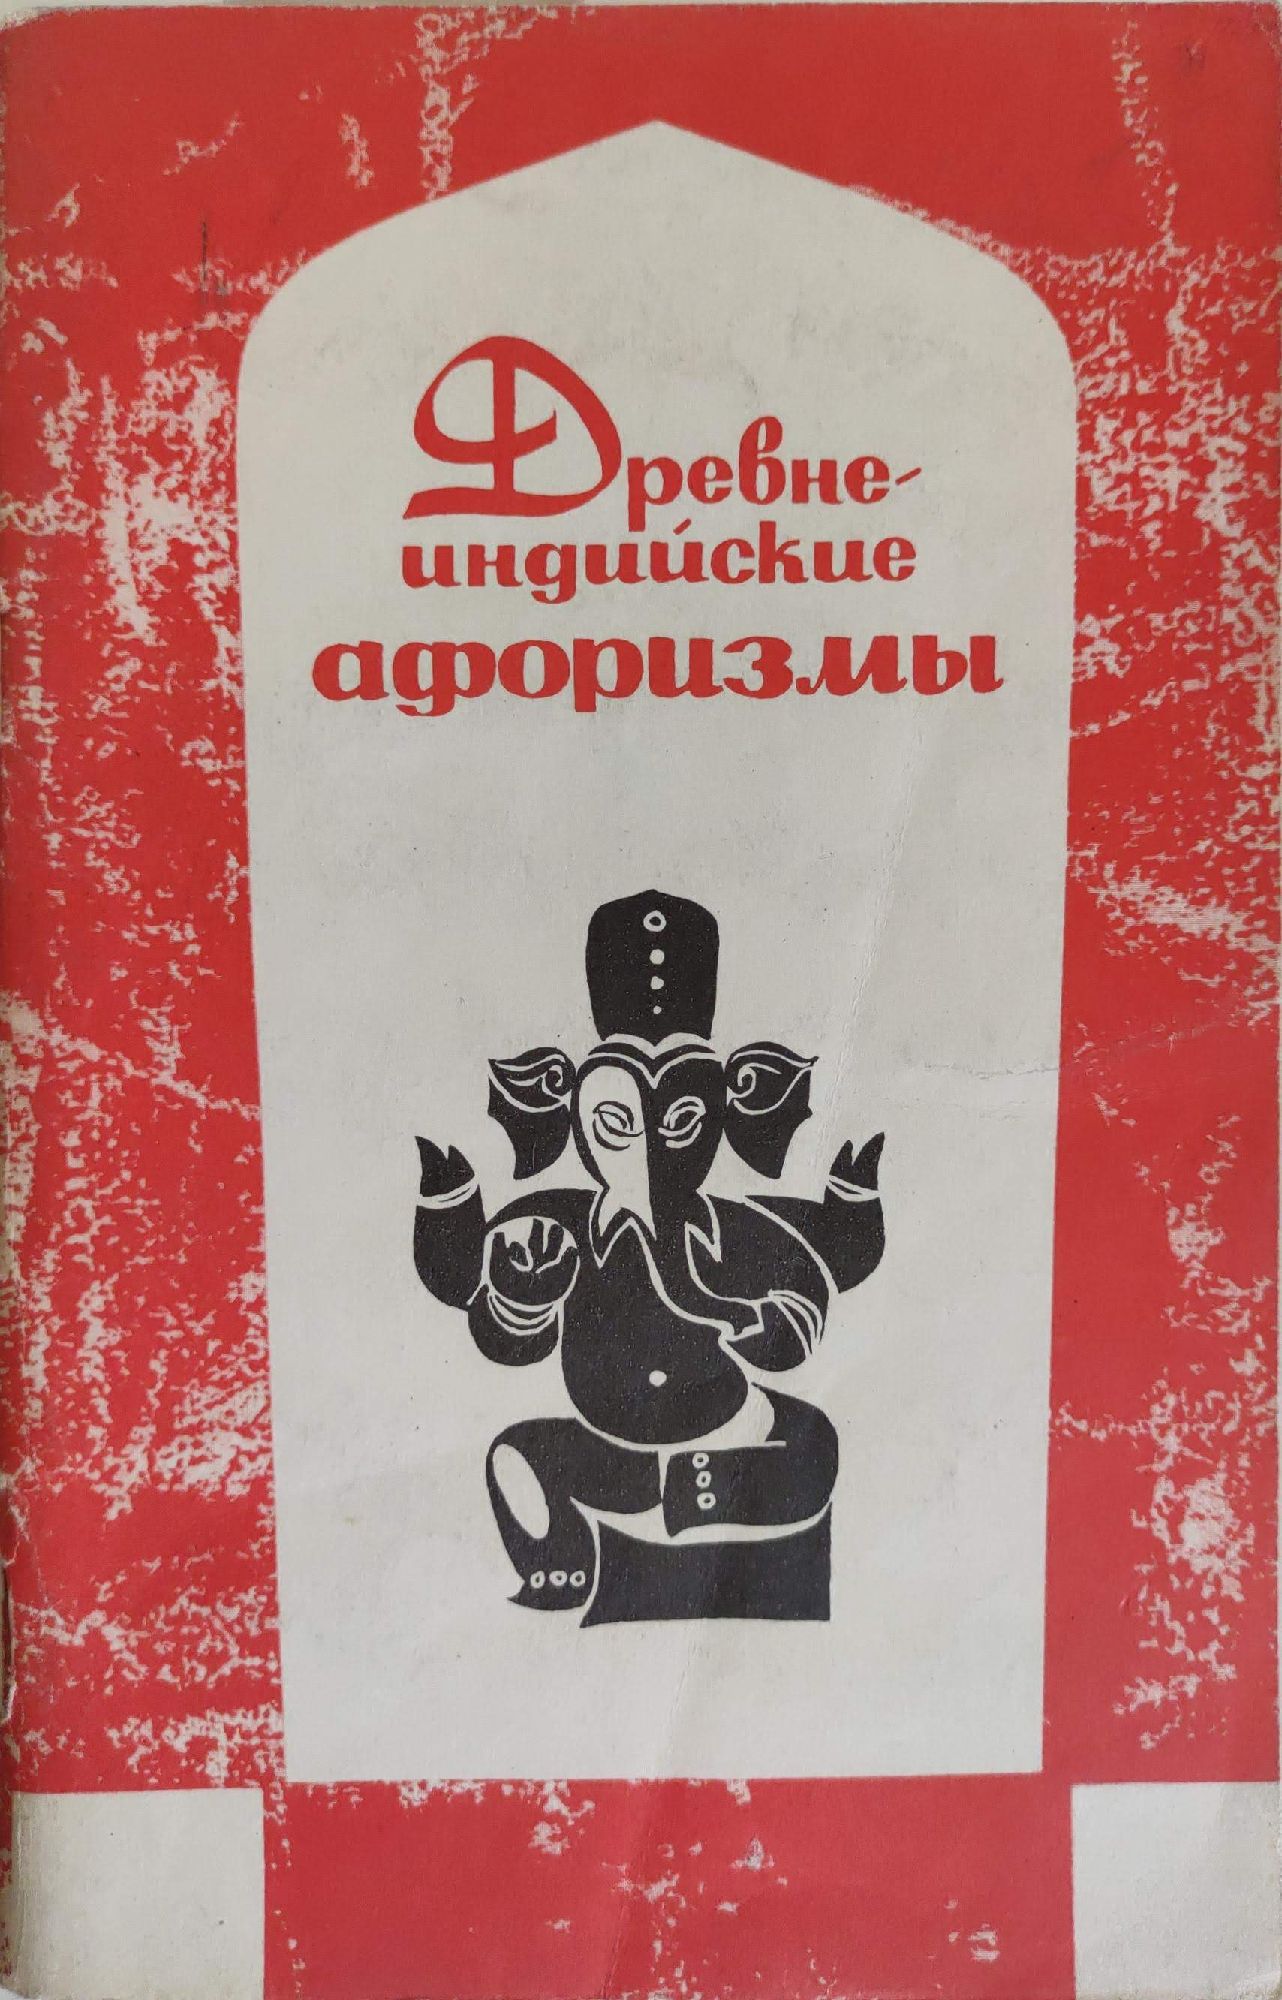 Древне-
индийские
афоризмы